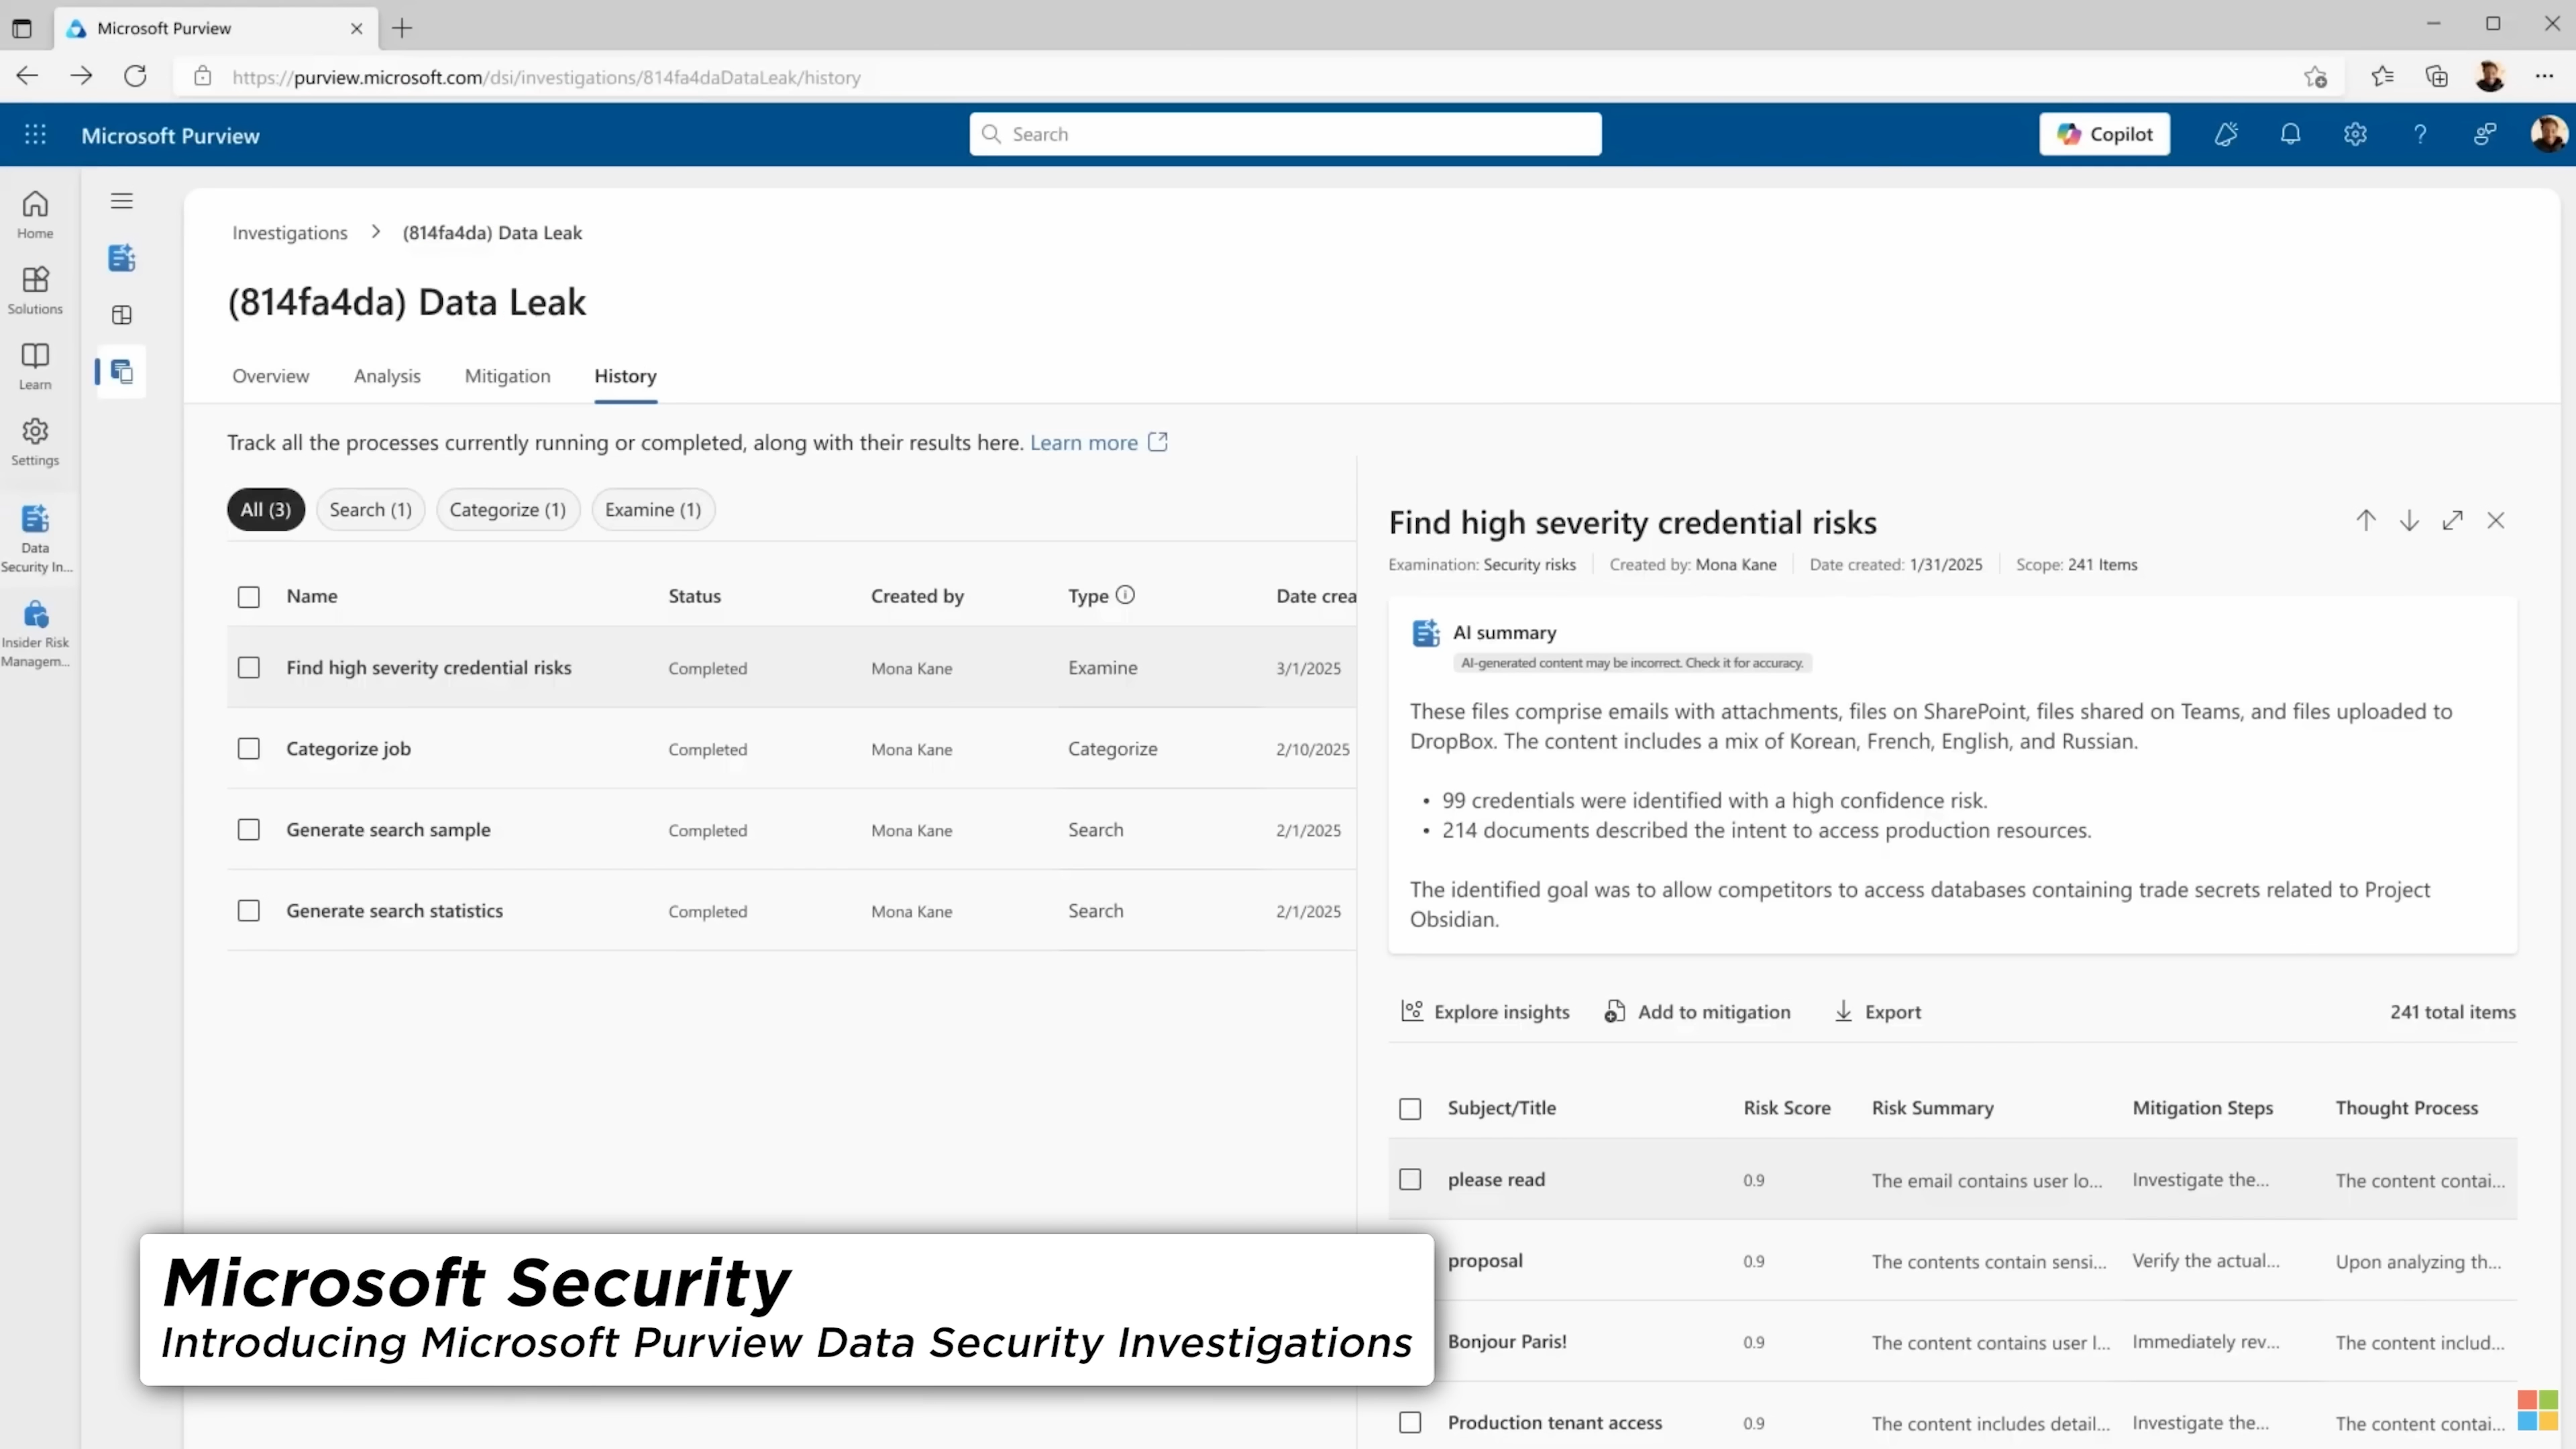 Microsoft Purview
https://purview.microsoft.com/dsi/investigations/814fa4daDataLeak/history
Microsoft Purview
Search
Copilot
Home
Solutions
Learn
Settings
Data
Security In...
Insider Risk
Managem...
Investigations > (814fa4da) Data Leak
(814fa4da) Data Leak
Overview Analysis Mitigation History
Track all the processes currently running or completed, along with their results here. Learn more
All (3) Search (1) Categorize (1) Examine (1)
Name Status Created by Type Date crea
Find high severity credential risks Completed Mona Kane Examine 3/1/2025
Categorize job Completed Mona Kane Categorize 2/10/2025
Generate search sample Completed Mona Kane Search 2/1/2025
Generate search statistics Completed Mona Kane Search 2/1/2025
Find high severity credential risks
Examination: Security risks Created by: Mona Kane Date created: 1/31/2025 Scope: 241 Items
AI summary
AI-generated content may be incorrect. Check it for accuracy.
These files comprise emails with attachments, files on SharePoint, files shared on Teams, and files uploaded to
DropBox. The content includes a mix of Korean, French, English, and Russian.
• 99 credentials were identified with a high confidence risk.
• 214 documents described the intent to access production resources.
The identified goal was to allow competitors to access databases containing trade secrets related to Project
Obsidian.
Explore insights Add to mitigation Export 241 total items
Subject/Title Risk Score Risk Summary Mitigation Steps Thought Process
please read 0.9 The email contains user lo... Investigate the... The content contai...
proposal 0.9 The contents contain sensi... Verify the actual... Upon analyzing th...
Bonjour Paris! 0.9 The content contains user l... Immediately rev... The content includ...
Production tenant access 0.9 The content includes detail... Investigate the... The content contai...
Microsoft Security
Introducing Microsoft Purview Data Security Investigations